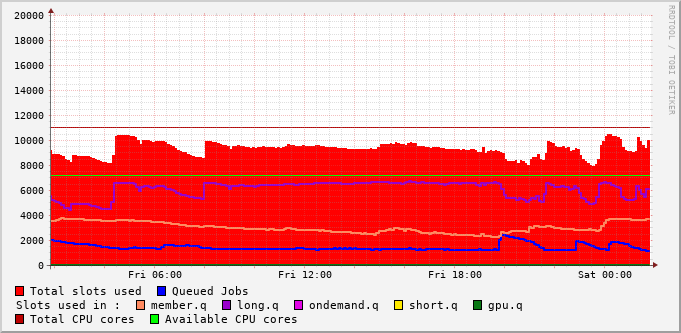 20000
18000
16000
14000
12000
10000
8000
6000
4000
2000
0
Fri 06:00 Fri 12:00 Fri 18:00 Sat 00:00
Total slots used Queued Jobs
Slots used in : member.q long.q ondemand.q short.q gpu.q
Total CPU cores Available CPU cores
RRDTOOL / TOBI OETIKER